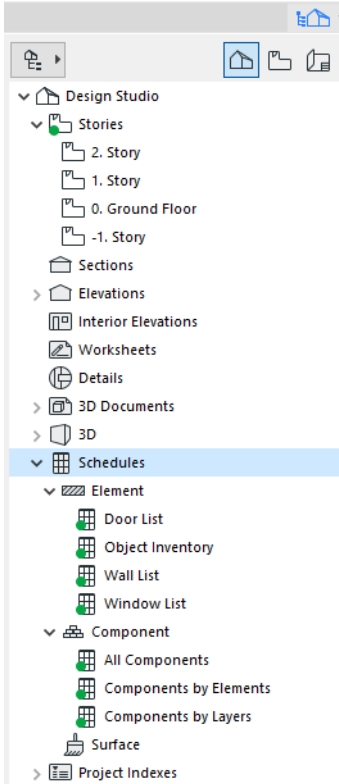 Design Studio
Stories
2. Story
1. Story
0. Ground Floor
-1. Story
Sections
Elevations
Interior Elevations
Worksheets
Details
3D Documents
3D
Schedules
Element
Door List
Object Inventory
Wall List
Window List
Component
All Components
Components by Elements
Components by Layers
Surface
Project Indexes